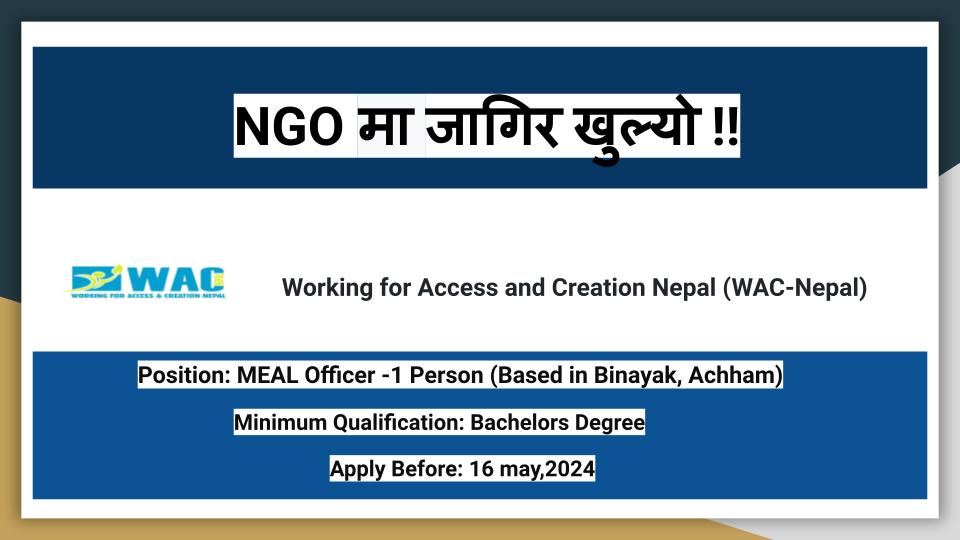 NGO मा जागिर खुल्यो !!
WAC
WORKING FOR ACCESS & CREATION NEPAL
Working for Access and Creation Nepal (WAC-Nepal)
Position: MEAL Officer -1 Person (Based in Binayak, Achham)
Minimum Qualification: Bachelors Degree
Apply Before: 16 may,2024